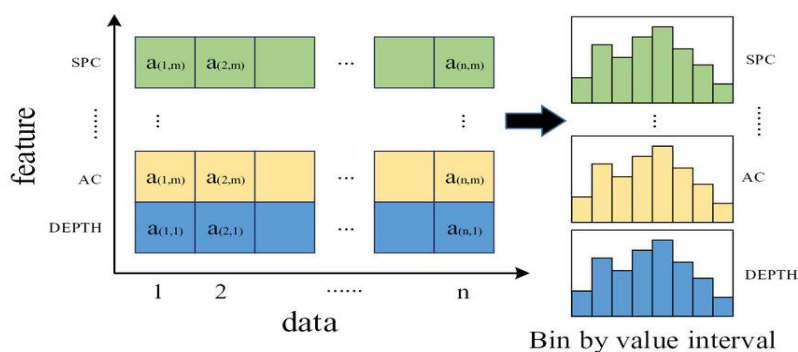 SPC a(1,m) a(2,m) ... a(n,m) SPC
feature
...... ⋮ ⋮ ⋮ ......
AC a(1,m) a(2,m) ... a(n,m) AC
DEPTH a(1,1) a(2,1) ... a(n,1) DEPTH
1 2 ...... n
data
Bin by value interval